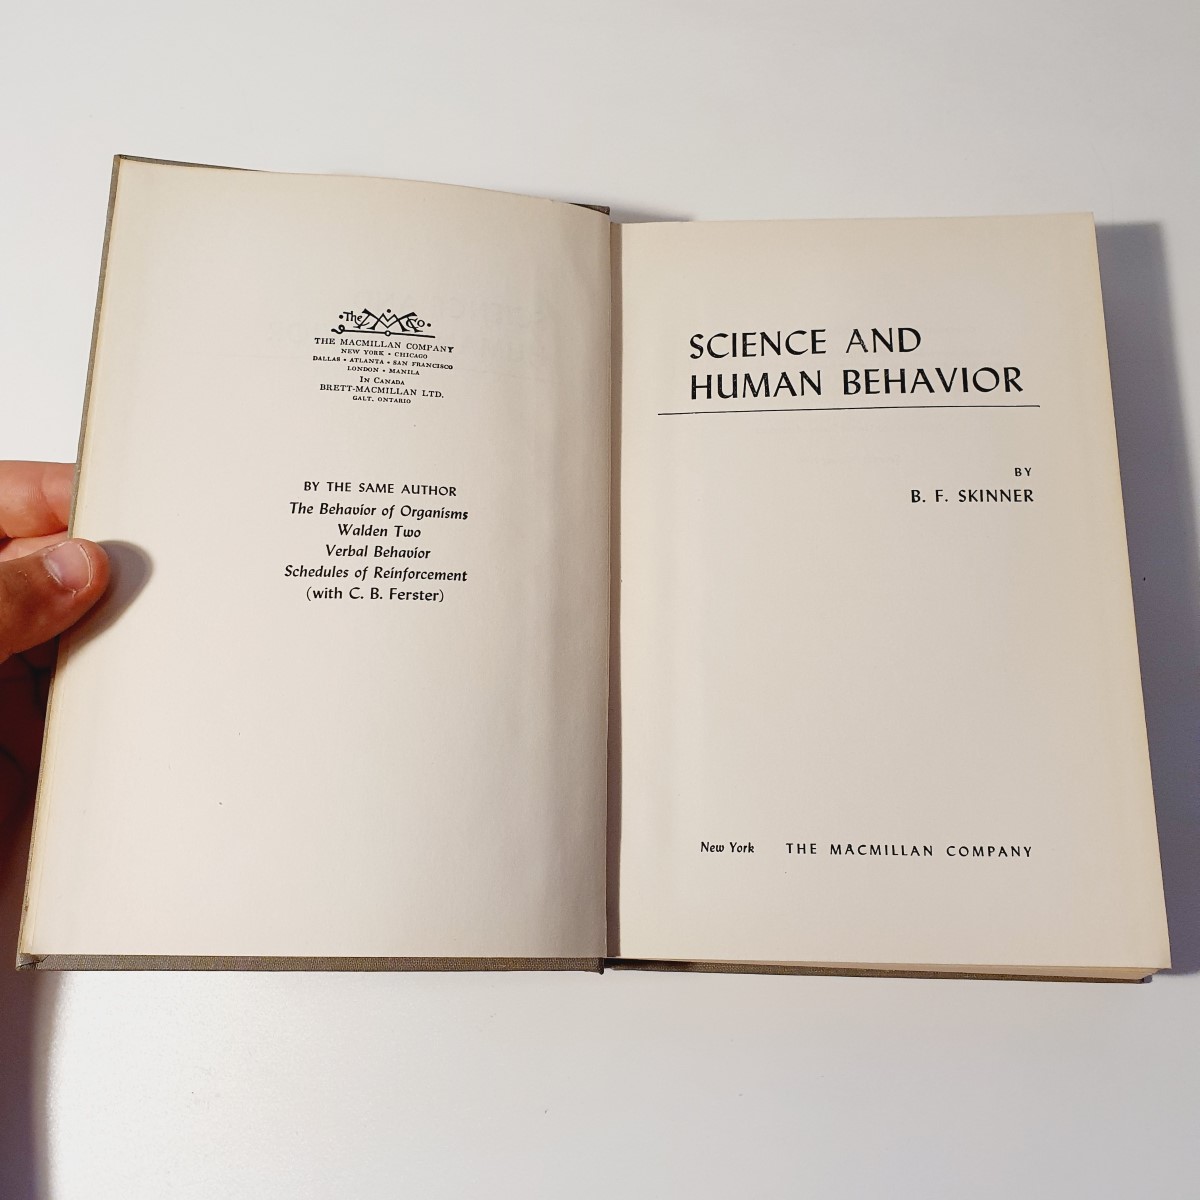 The M Co.
THE MACMILLAN COMPANY
NEW YORK • CHICAGO
DALLAS • ATLANTA • SAN FRANCISCO
LONDON • MANILA
IN CANADA
BRETT-MACMILLAN LTD.
GALT, ONTARIO
BY THE SAME AUTHOR
The Behavior of Organisms
Walden Two
Verbal Behavior
Schedules of Reinforcement
(with C. B. Ferster)
SCIENCE AND
HUMAN BEHAVIOR
BY
B. F. SKINNER
New York THE MACMILLAN COMPANY